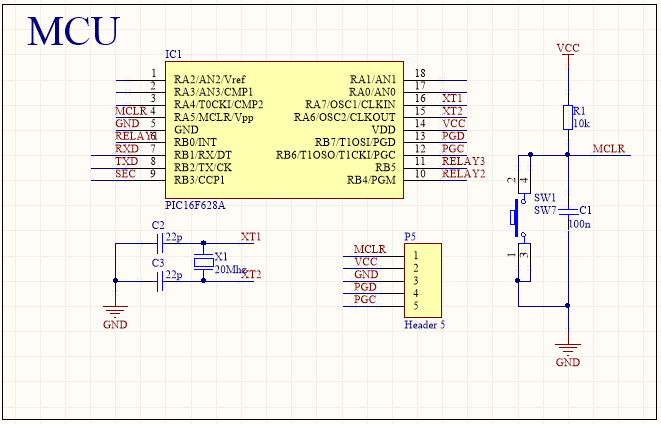 MCU
IC1
1 RA2/AN2/Vref RA1/AN1 18
2 RA3/AN3/CMP1 RA0/AN0 17
3 RA4/T0CKI/CMP2 RA7/OSC1/CLKIN 16 XT1
MCLR 4 RA5/MCLR/Vpp RA6/OSC2/CLKOUT 15 XT2
GND 5 GND VDD 14 VCC
RELAY1 6 RB0/INT RB7/T1OSI/PGD 13 PGD
RXD 7 RB1/RX/DT RB6/T1OSO/T1CKI/PGC 12 PGC
TXD 8 RB2/TX/CK RB5 11 RELAY3
SEC 9 RB3/CCP1 RB4/PGM 10 RELAY2
PIC16F628A
C2
22p
XT1
X1
20Mhz
C3
22p
XT2
GND
P5
MCLR 1
VCC 2
GND 3
PGD 4
PGC 5
Header 5
VCC
R1
10k
MCLR
2 4
SW1
SW7
C1
100n
1 3
GND